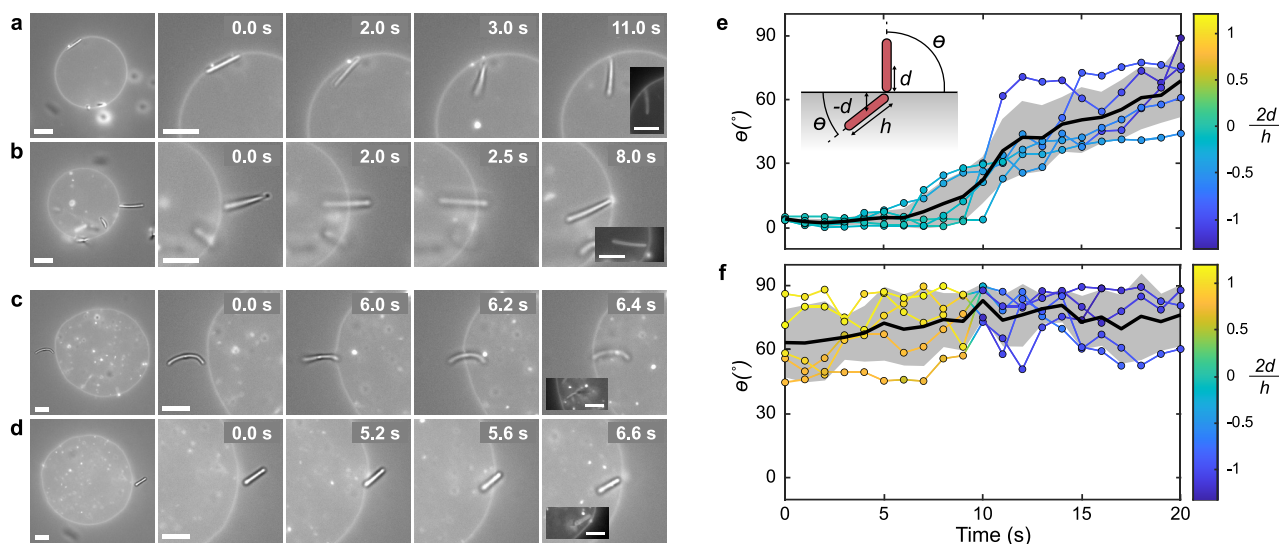 a
0.0 s
2.0 s
3.0 s
11.0 s
b
0.0 s
2.0 s
2.5 s
8.0 s
c
0.0 s
6.0 s
6.2 s
6.4 s
d
0.0 s
5.2 s
5.6 s
6.6 s
e
90
60
30
0
θ(°)
θ
d
-d
θ
h
1
0.5
0
-0.5
-1
2d
h
f
90
60
90
30
0
θ(°)
0
5
10
15
20
Time (s)
1
0.5
0
-0.5
-1
2d
h